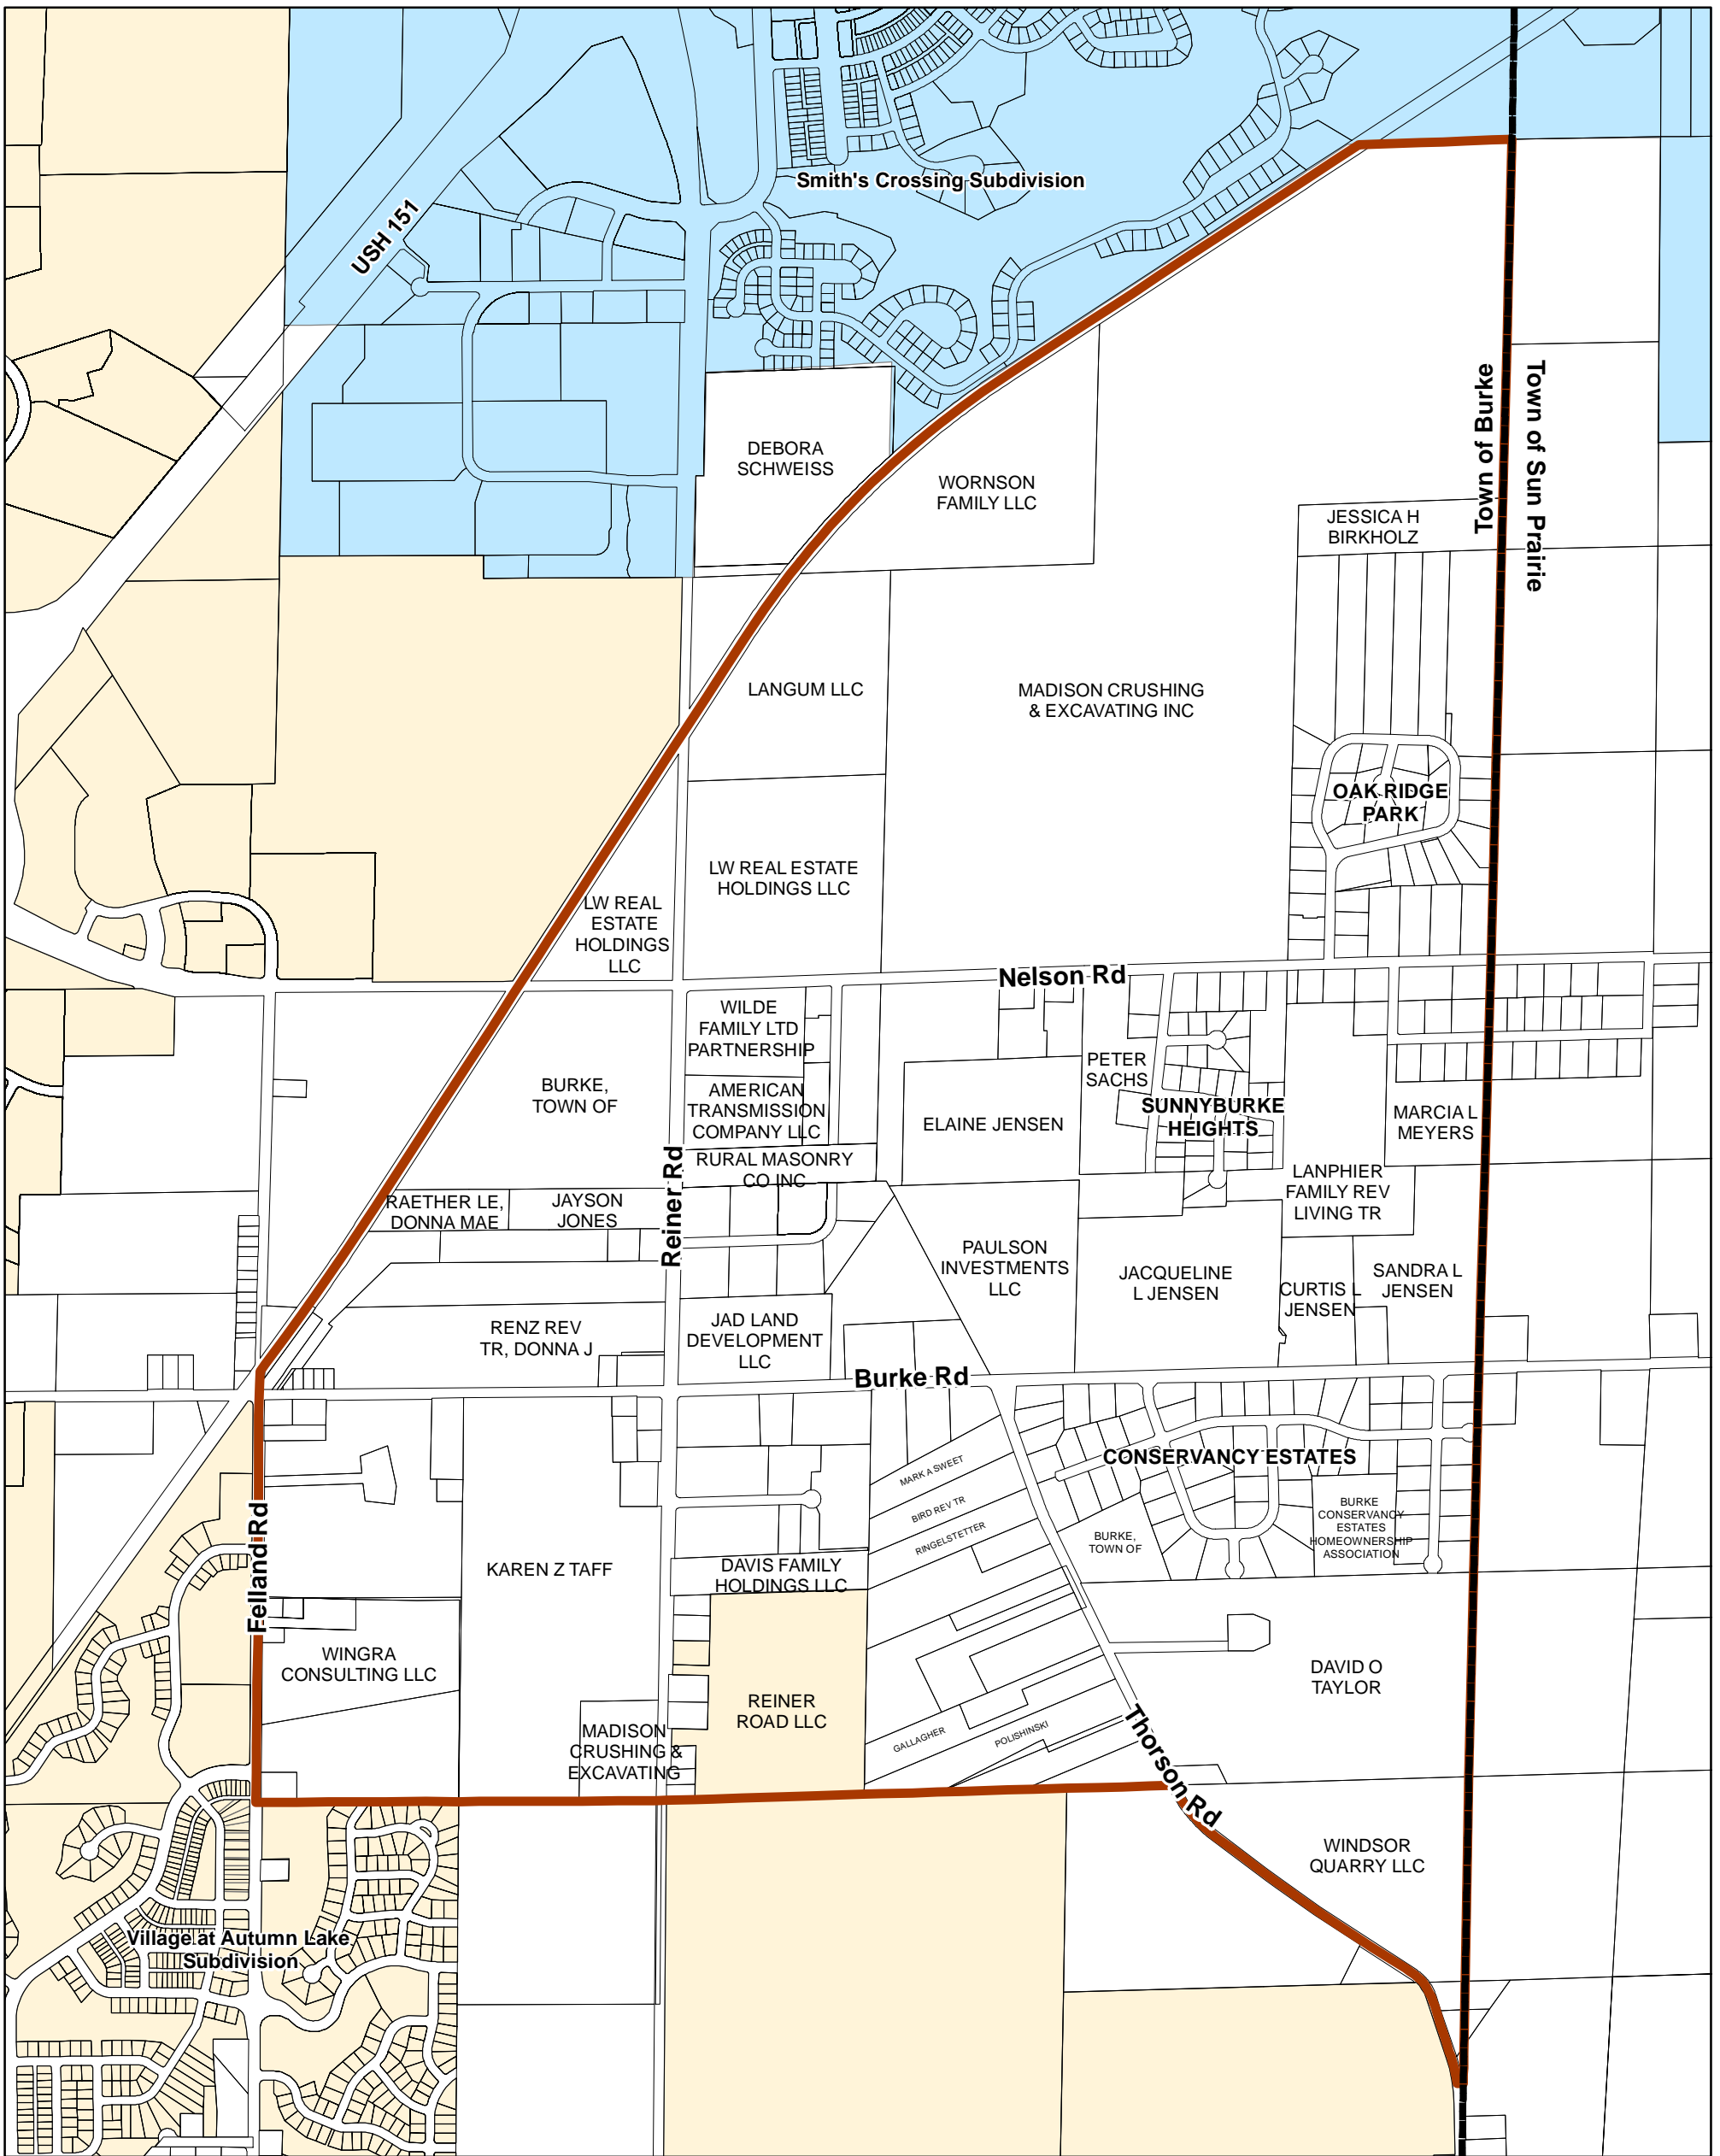 Smith's Crossing Subdivision
USH 151
Town of Burke
Town of Sun Prairie
DEBORA
SCHWEISS
WORNSON
FAMILY LLC
JESSICA H
BIRKHOLZ
LANGUM LLC
MADISON CRUSHING
& EXCAVATING INC
OAK RIDGE
PARK
LW REAL ESTATE
HOLDINGS LLC
LW REAL
ESTATE
HOLDINGS
LLC
Nelson Rd
WILDE
FAMILY LTD
PARTNERSHIP
BURKE,
TOWN OF
AMERICAN
TRANSMISSION
COMPANY LLC
ELAINE JENSEN
PETER
SACHS
SUNNYBURKE
HEIGHTS
MARCIA L
MEYERS
Reiner Rd
RURAL MASONRY
CO INC
LANPHIER
FAMILY REV
LIVING TR
RAETHER LE,
DONNA MAE
JAYSON
JONES
PAULSON
INVESTMENTS
LLC
JACQUELINE
L JENSEN
CURTIS L
JENSEN
SANDRA L
JENSEN
RENZ REV
TR, DONNA J
JAD LAND
DEVELOPMENT
LLC
Burke Rd
CONSERVANCY ESTATES
MARK A SWEET
BIRD REV TR
RINGELSTETTER
BURKE,
TOWN OF
BURKE
CONSERVANCY
ESTATES
HOMEOWNERSHIP
ASSOCIATION
Felland Rd
KAREN Z TAFF
DAVIS FAMILY
HOLDINGS LLC
WINGRA
CONSULTING LLC
DAVID O
TAYLOR
REINER
ROAD LLC
MADISON
CRUSHING &
EXCAVATING
GALLAGHER
POLISHINSKI
Thorson Rd
WINDSOR
QUARRY LLC
Village at Autumn Lake
Subdivision